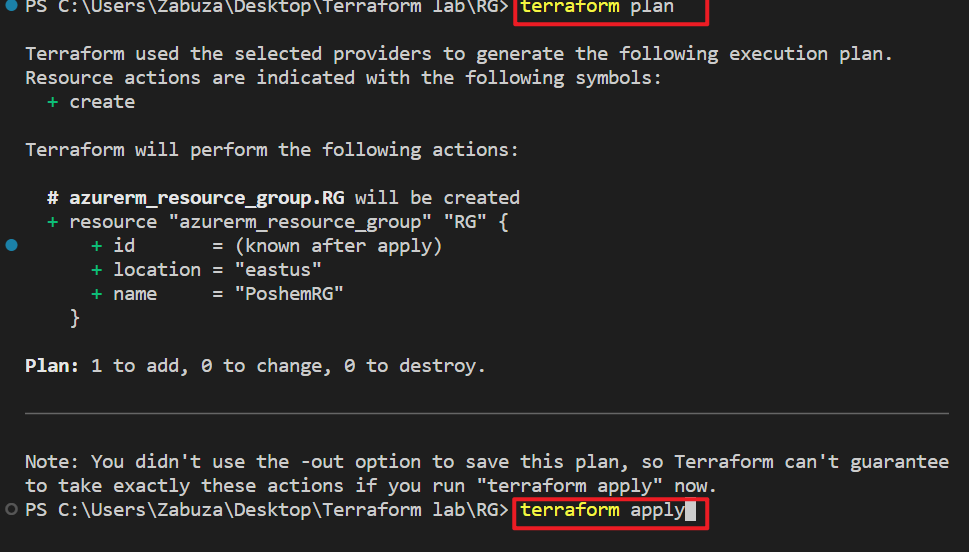 PS C:\Users\Zabuza\Desktop\Terraform lab\RG> terraform plan
Terraform used the selected providers to generate the following execution plan.
Resource actions are indicated with the following symbols:
+ create
Terraform will perform the following actions:
# azurerm_resource_group.RG will be created
+ resource "azurerm_resource_group" "RG" {
+ id       = (known after apply)
+ location = "eastus"
+ name     = "PoshemRG"
}
Plan: 1 to add, 0 to change, 0 to destroy.
Note: You didn't use the -out option to save this plan, so Terraform can't guarantee
to take exactly these actions if you run "terraform apply" now.
PS C:\Users\Zabuza\Desktop\Terraform lab\RG> terraform apply